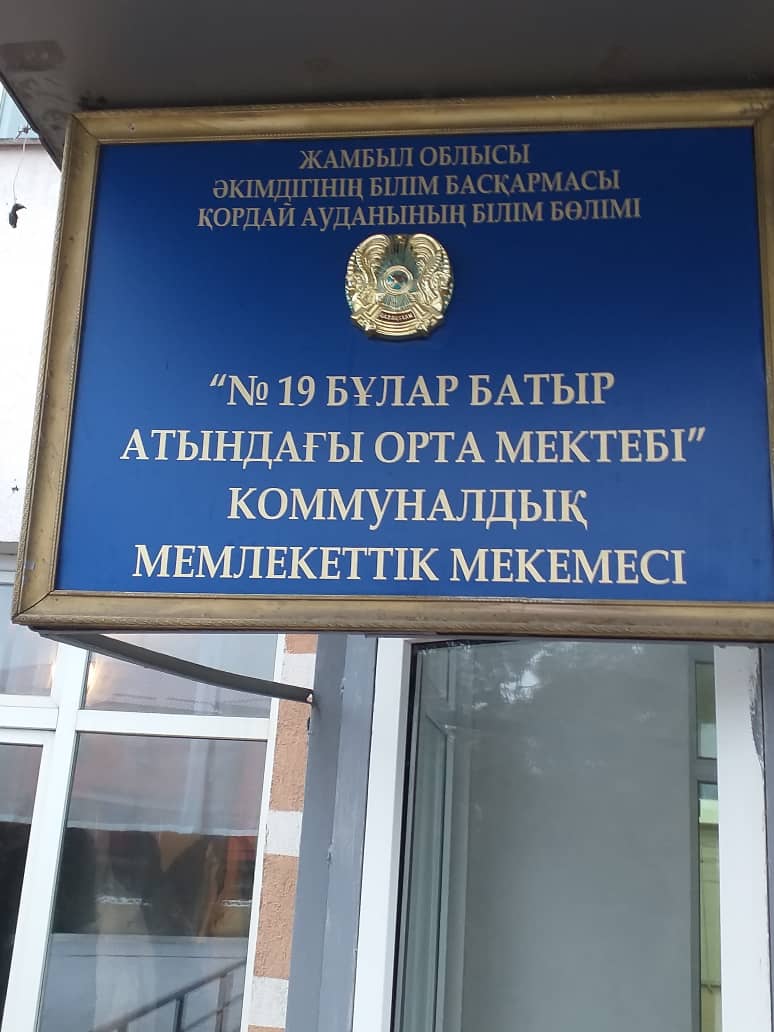 ЖАМБЫЛ ОБЛЫСЫ
ӘКІМДІГІНІҢ БІЛІМ БАСҚАРМАСЫ
ҚОРДАЙ АУДАНЫНЫҢ БІЛІМ БӨЛІМІ
“№ 19 БҰЛАР БАТЫР
АТЫНДАҒЫ ОРТА МЕКТЕБІ”
КОММУНАЛДЫҚ
МЕМЛЕКЕТТІК МЕКЕМЕСІ